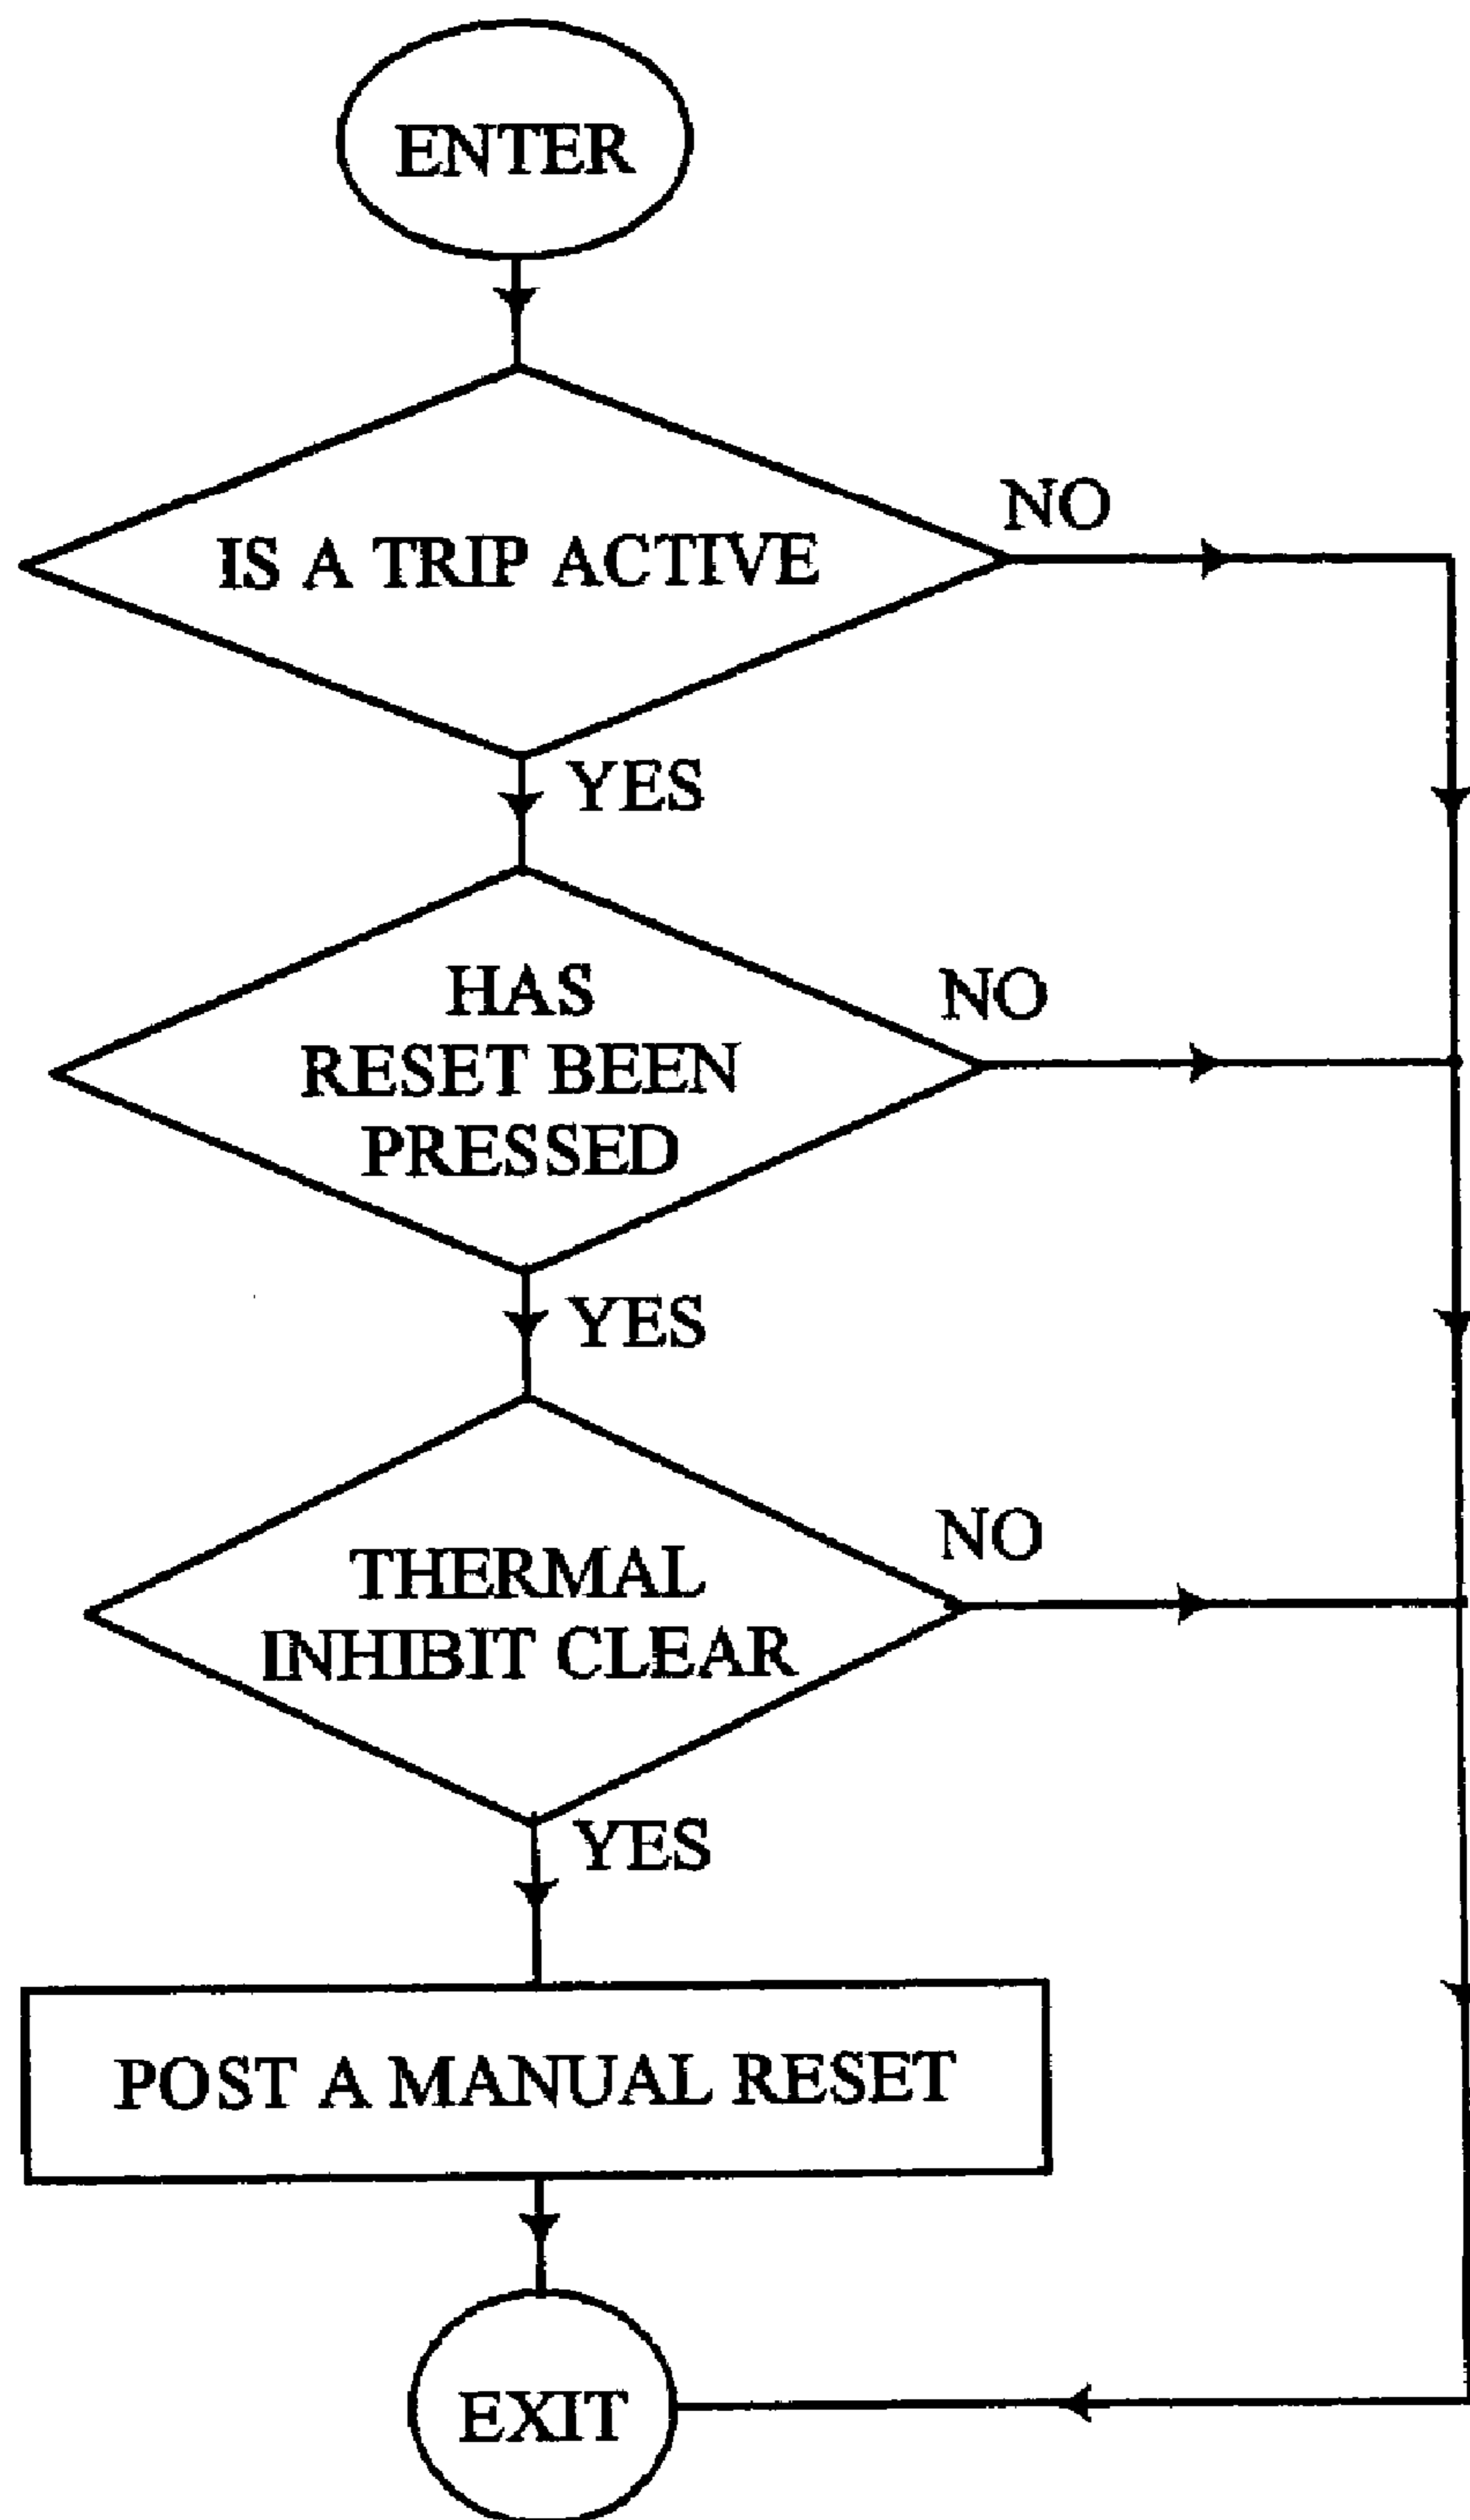 ENTER
IS A TRIP ACTIVE
NO
YES
HAS
RESET BEEN
PRESSED
NO
YES
THERMAL
INHIBIT CLEAR
NO
YES
POST A MANUAL RESET
EXIT